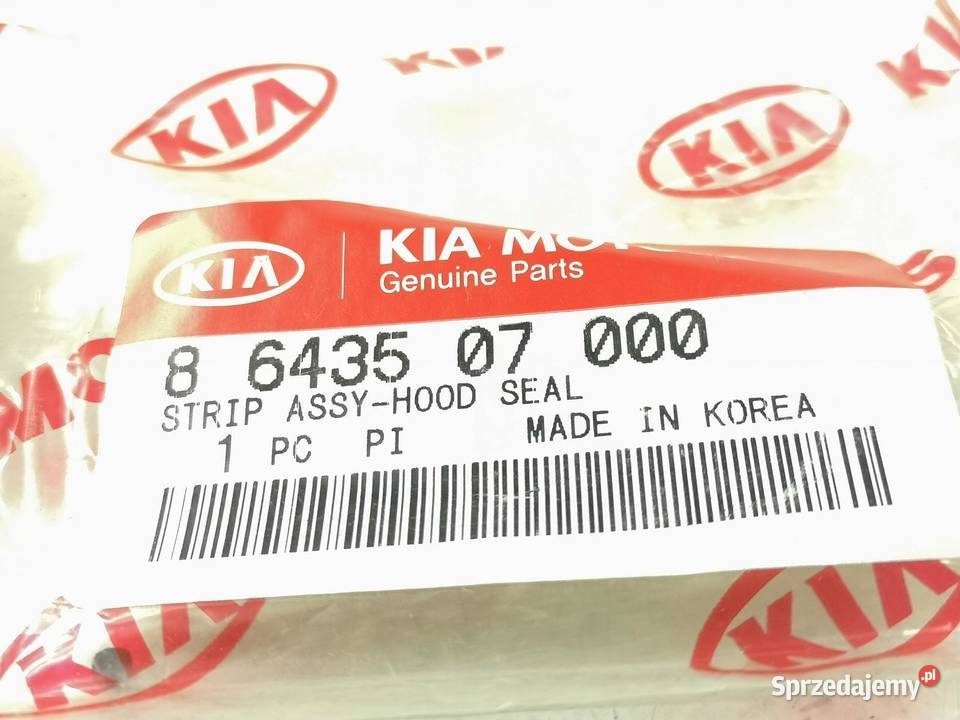 KIA
KIA
KIA
KIA MO
Genuine Parts
8 6435 07 000
STRIP ASSY-HOOD SEAL
1 PC PI MADE IN KOREA
KIA
KIA
Sprzedajemy.pl